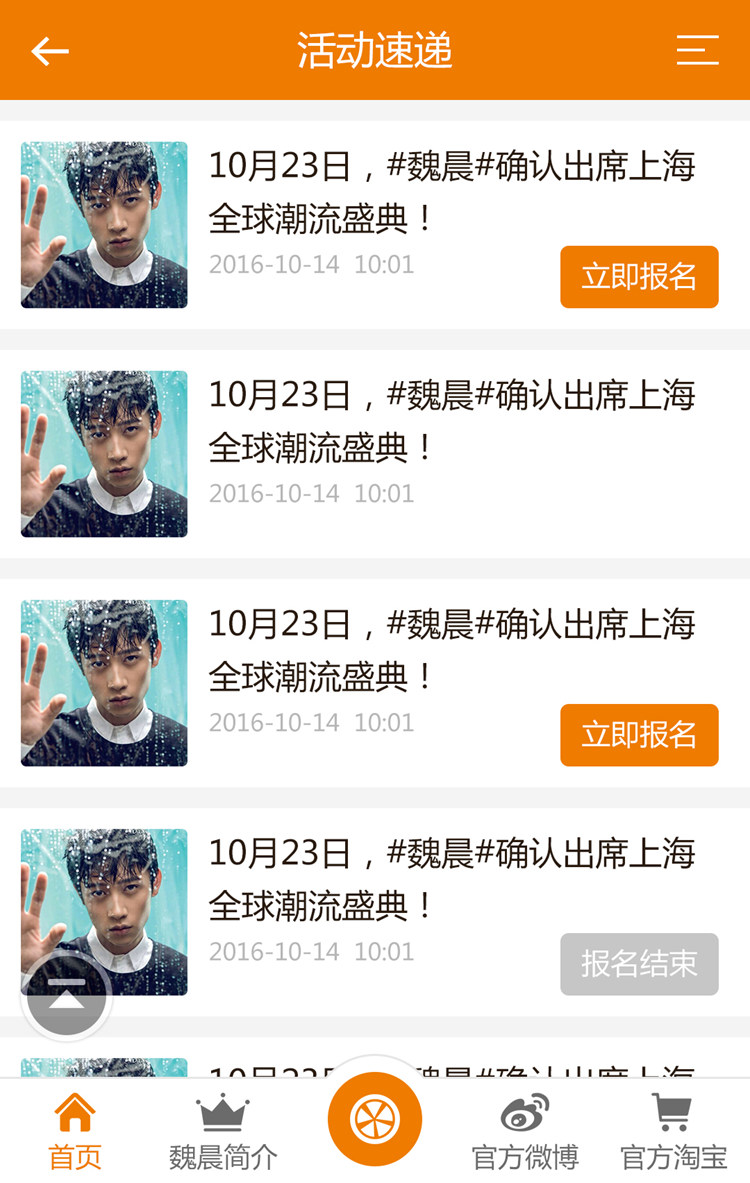 活动速递
10月23日，#魏晨#确认出席上海
全球潮流盛典！
2016-10-14 10:01
立即报名
10月23日，#魏晨#确认出席上海
全球潮流盛典！
2016-10-14 10:01
10月23日，#魏晨#确认出席上海
全球潮流盛典！
2016-10-14 10:01
立即报名
10月23日，#魏晨#确认出席上海
全球潮流盛典！
2016-10-14 10:01
报名结束
首页
魏晨简介
官方微博
官方淘宝